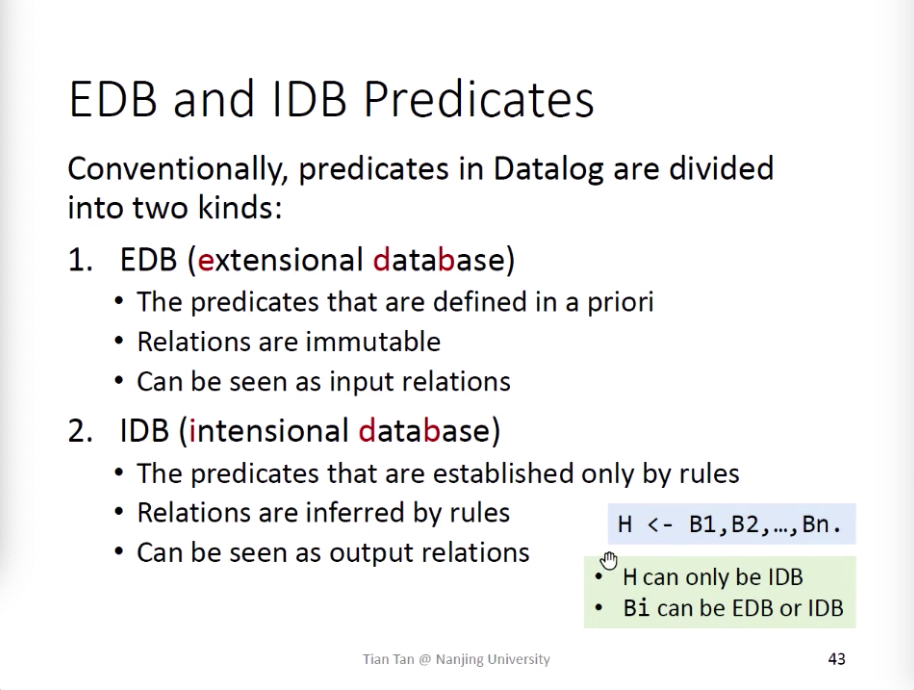 EDB and IDB Predicates
Conventionally, predicates in Datalog are divided
into two kinds:
1. EDB (extensional database)
• The predicates that are defined in a priori
• Relations are immutable
• Can be seen as input relations
2. IDB (intensional database)
• The predicates that are established only by rules
• Relations are inferred by rules
• Can be seen as output relations
H <- B1,B2,…,Bn.
• H can only be IDB
• Bi can be EDB or IDB
Tian Tan @ Nanjing University
43